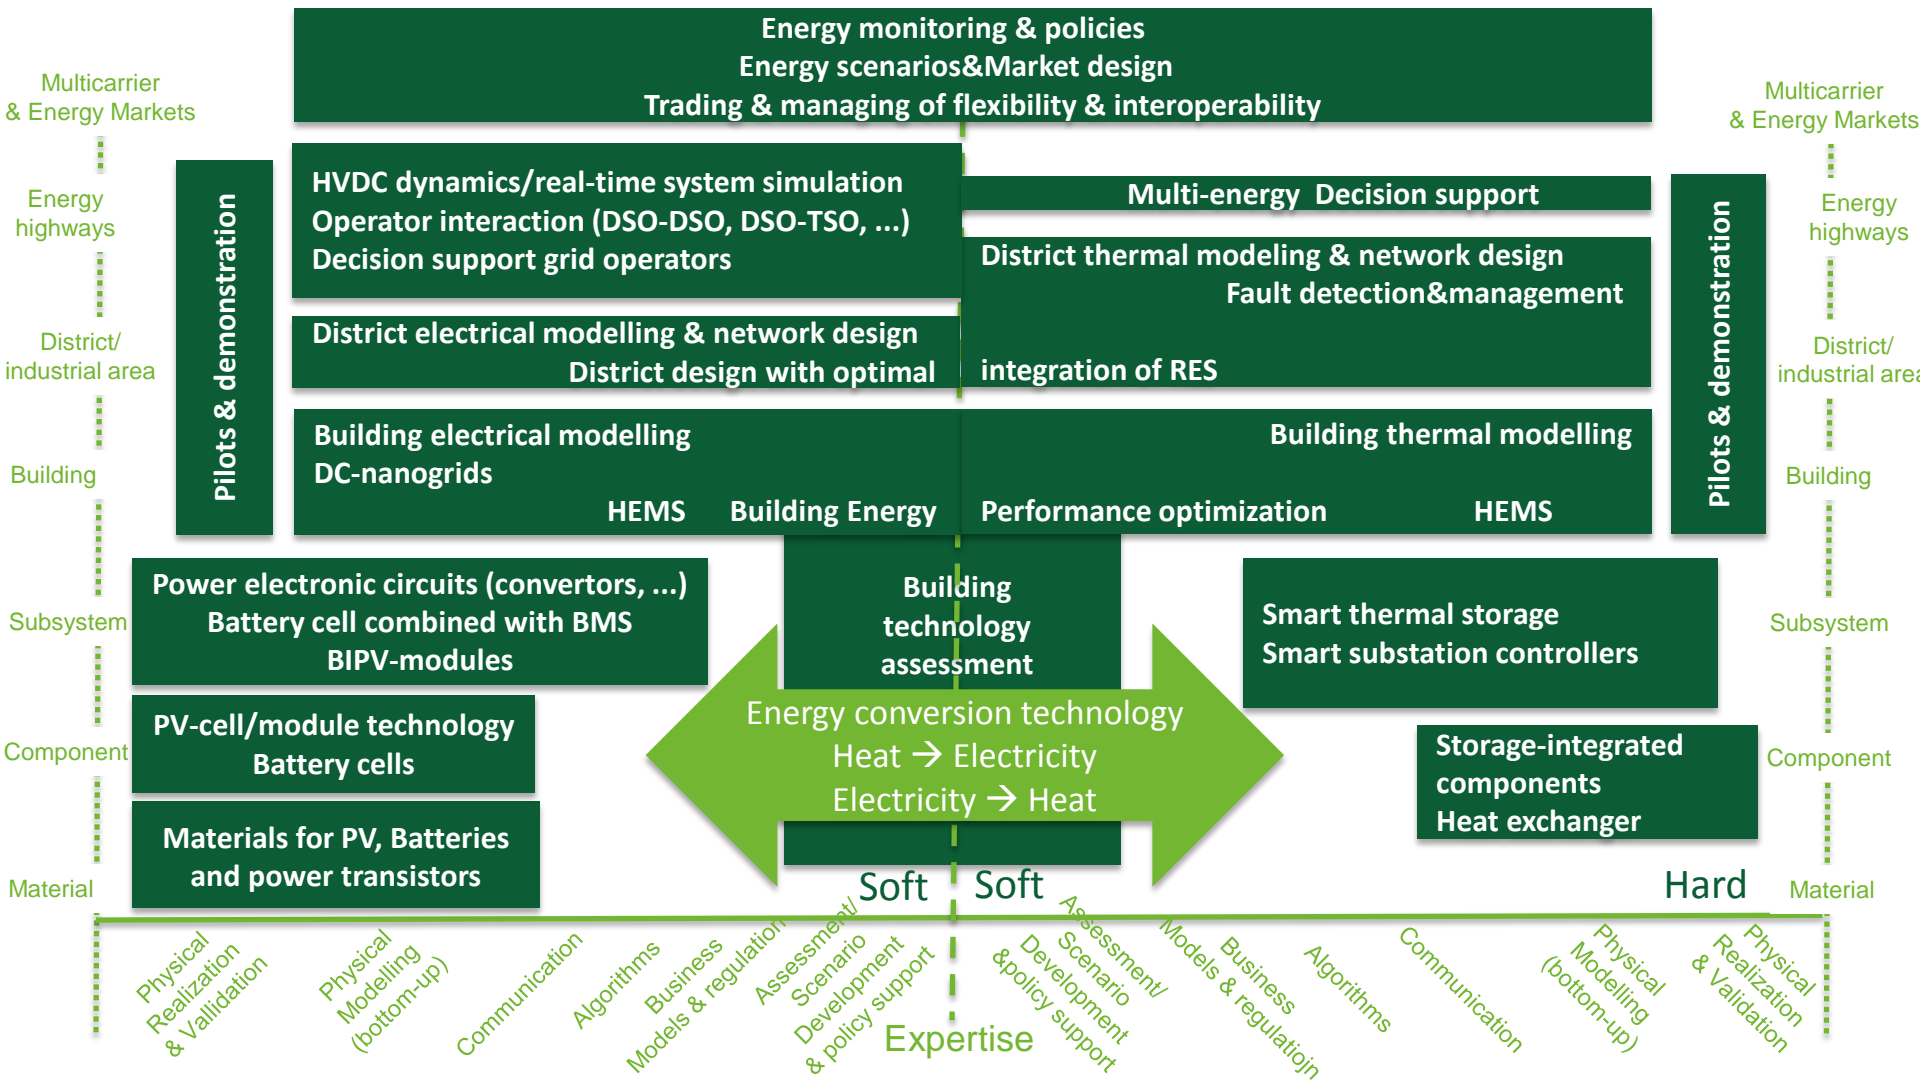 Energy monitoring & policies
Energy scenarios&Market design
Trading & managing of flexibility & interoperability
Multicarrier
& Energy Markets
Energy
highways
District/
industrial area
Building
Subsystem
Component
Material
Pilots & demonstration
HVDC dynamics/real-time system simulation
Operator interaction (DSO-DSO, DSO-TSO, ...)
Decision support grid operators
Multi-energy Decision support
District thermal modeling & network design
Fault detection&management
District electrical modelling & network design
District design with optimal integration of RES
Building electrical modelling
DC-nanogrids
HEMS Building Energy Performance optimization HEMS
Building thermal modelling
Pilots & demonstration
Multicarrier
& Energy Markets
Energy
highways
District/
industrial area
Building
Subsystem
Component
Material
Power electronic circuits (convertors, ...)
Battery cell combined with BMS
BIPV-modules
Building
technology
assessment
Smart thermal storage
Smart substation controllers
PV-cell/module technology
Battery cells
Energy conversion technology
Heat → Electricity
Electricity → Heat
Storage-integrated
components
Heat exchanger
Materials for PV, Batteries
and power transistors
Soft
Soft
Hard
Physical
Realization
& Vallidation
Physical
Modelling
(bottom-up)
Communication
Algorithms
Business
Models & regulation
Assessment/
Scenario
Development
& policy support
Expertise
Assessment/
Scenario
Development
&policy support
Business
Models & regulatiojn
Algorithms
Communication
Physical
Modelling
(bottom-up)
Physical
Realization
& Validation